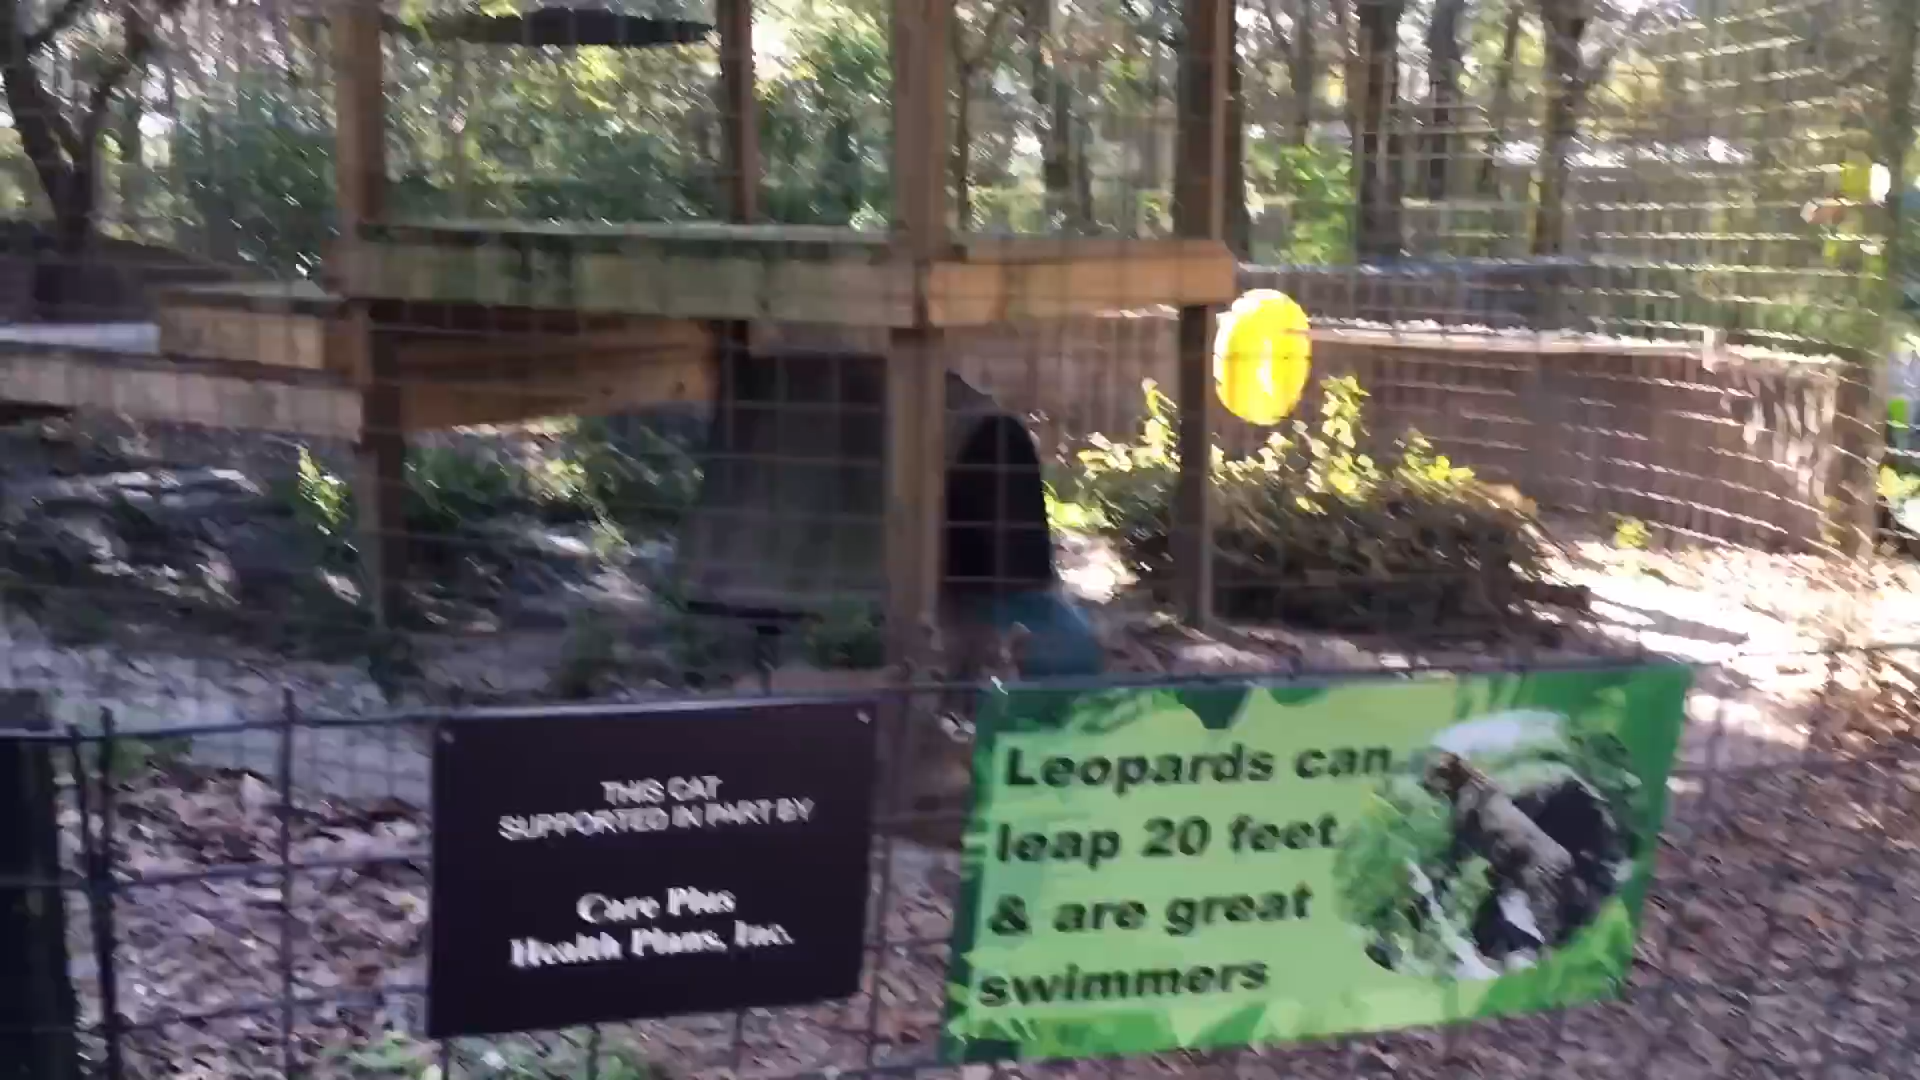 THIS CAT
SUPPORTED IN PART BY
Care Plus
Health Plans, Inc.
Leopards can
leap 20 feet
& are great
swimmers